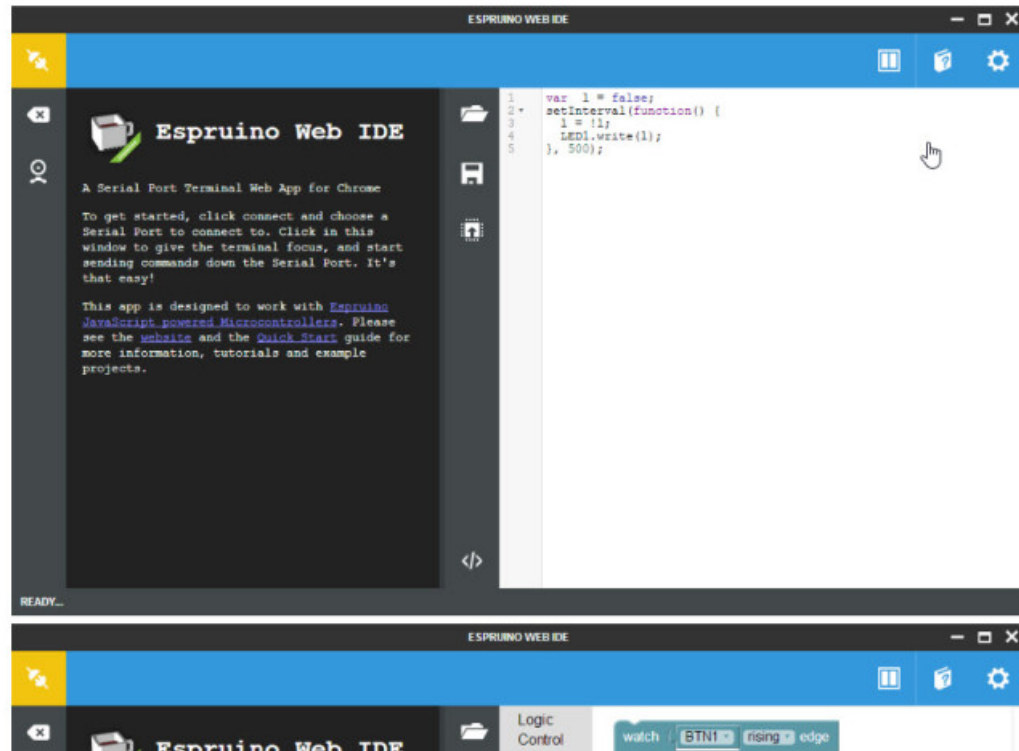 ESPRUINO WEB IDE
Espruino Web IDE
A Serial Port Terminal Web App for Chrome
To get started, click connect and choose a
Serial Port to connect to. Click in this
window to give the terminal focus, and start
sending commands down the Serial Port. It's
that easy!
This app is designed to work with Espruino
JavaScript powered Microcontrollers. Please
see the website and the Quick Start guide for
more information, tutorials and example
projects.
1 var l = false;
2 setInterval(function() {
3 l = !l;
4 LED1.write(l);
5 }, 500);
</>
READY...
ESPRUINO WEB IDE
Espruino Web IDE
Logic
Control
watch BTN1 rising edge